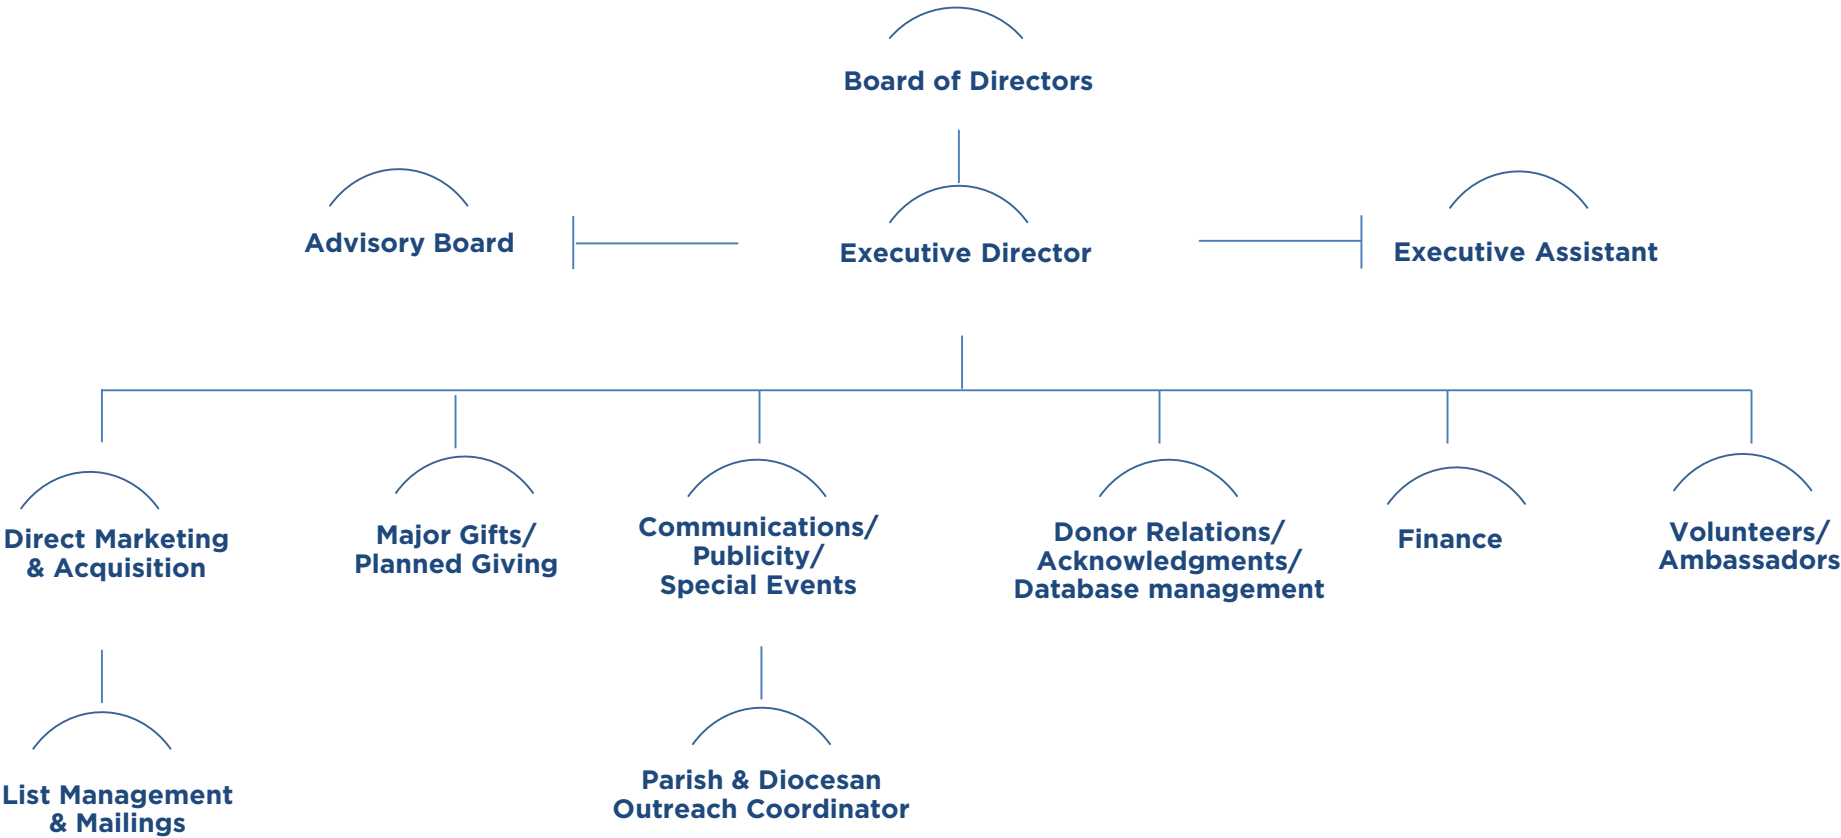 Board of Directors
Advisory Board
Executive Director
Executive Assistant
Direct Marketing
& Acquisition
Major Gifts/
Planned Giving
Communications/
Publicity/
Special Events
Donor Relations/
Acknowledgments/
Database management
Finance
Volunteers/
Ambassadors
List Management
& Mailings
Parish & Diocesan
Outreach Coordinator